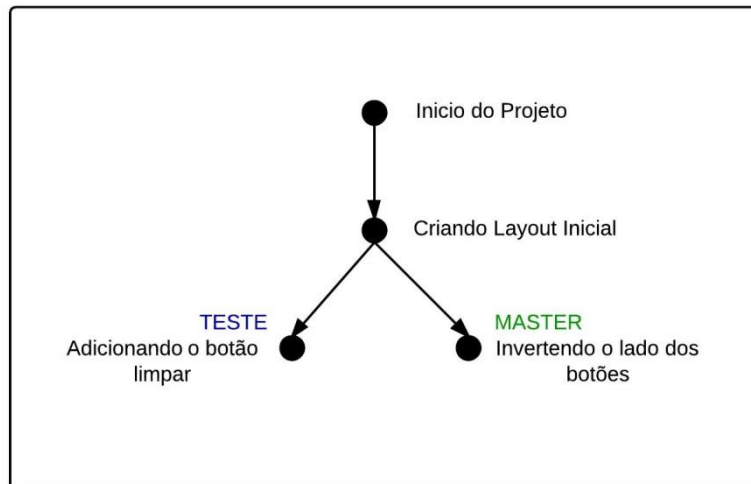 Inicio do Projeto
Criando Layout Inicial
TESTE
Adicionando o botão
limpar
MASTER
Invertendo o lado dos
botões